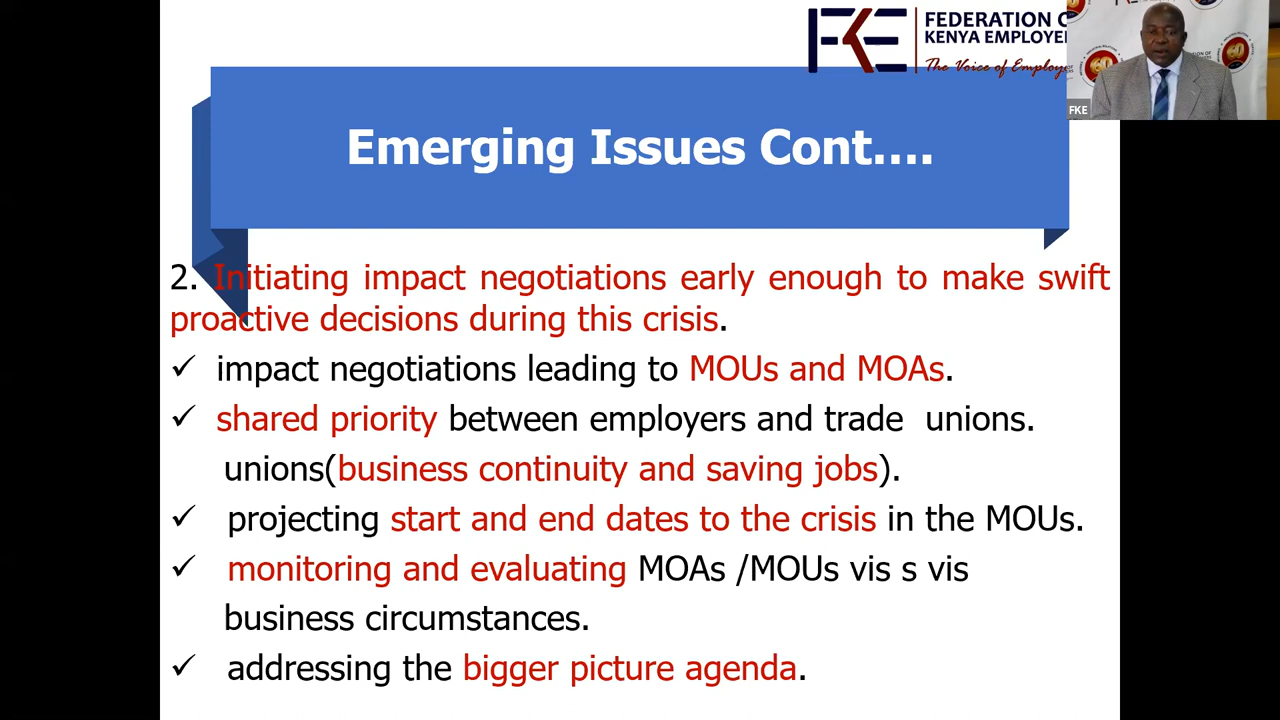 FEDERATION O
KENYA EMPLOYER
The Voice of Employe
60
60
FKE
Emerging Issues Cont….
2. Initiating impact negotiations early enough to make swift
proactive decisions during this crisis.
✓ impact negotiations leading to MOUs and MOAs.
✓ shared priority between employers and trade unions.
unions(business continuity and saving jobs).
✓ projecting start and end dates to the crisis in the MOUs.
✓ monitoring and evaluating MOAs /MOUs vis s vis
business circumstances.
✓ addressing the bigger picture agenda.